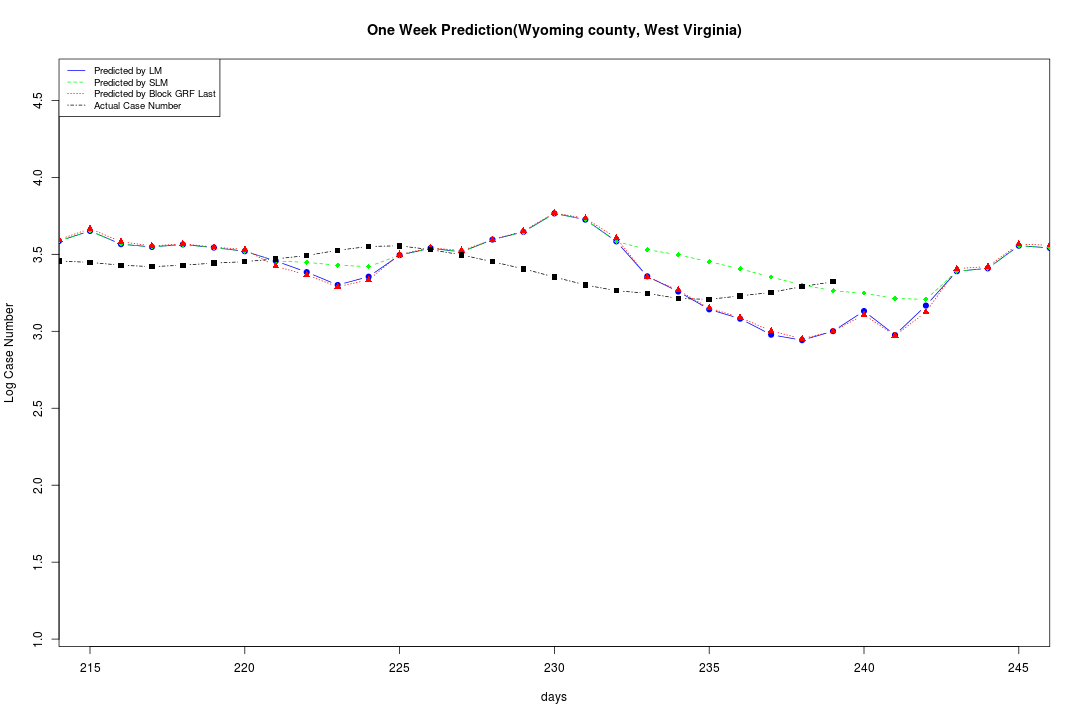 One Week Prediction(Wyoming county, West Virginia)
Predicted by LM
Predicted by SLM
Predicted by Block GRF Last
Actual Case Number
4.5
4.0
3.5
3.0
2.5
2.0
1.5
1.0
Log Case Number
215 220 225 230 235 240 245
days